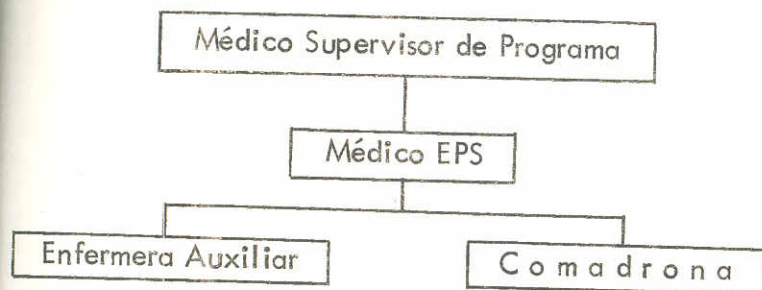 Médico Supervisor de Programa
Médico EPS
Enfermera Auxiliar
Comadrona